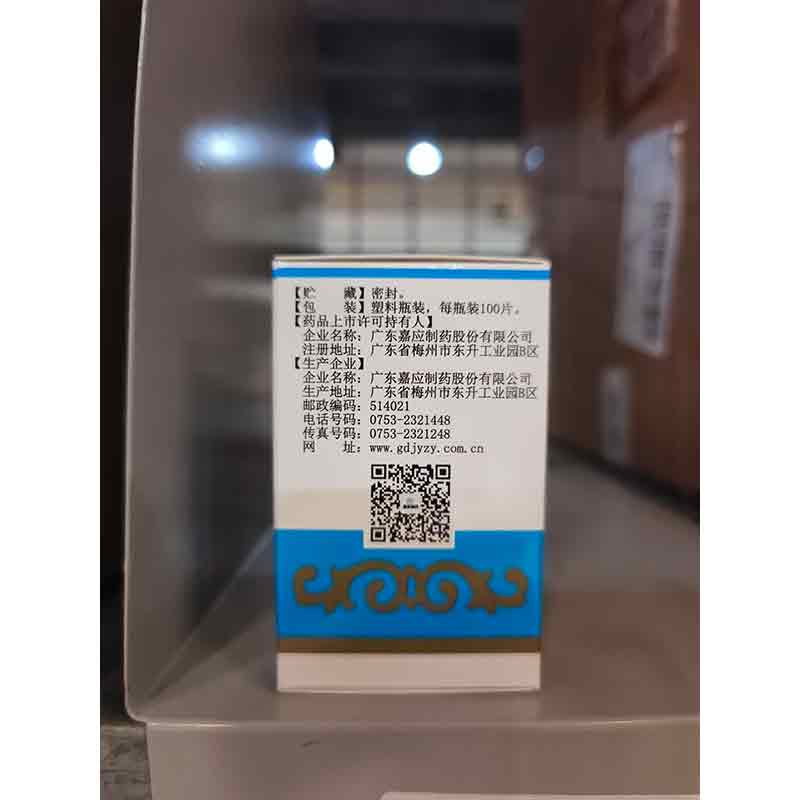 【贮　　藏】密封。
【包　　装】塑料瓶装，每瓶装100片。
【药品上市许可持有人】
企业名称：广东嘉应制药股份有限公司
注册地址：广东省梅州市东升工业园B区
【生产企业】
企业名称：广东嘉应制药股份有限公司
生产地址：广东省梅州市东升工业园B区
邮政编码：514021
电话号码：0753-2321448
传真号码：0753-2321248
网　　址：www.gdjyzy.com.cn